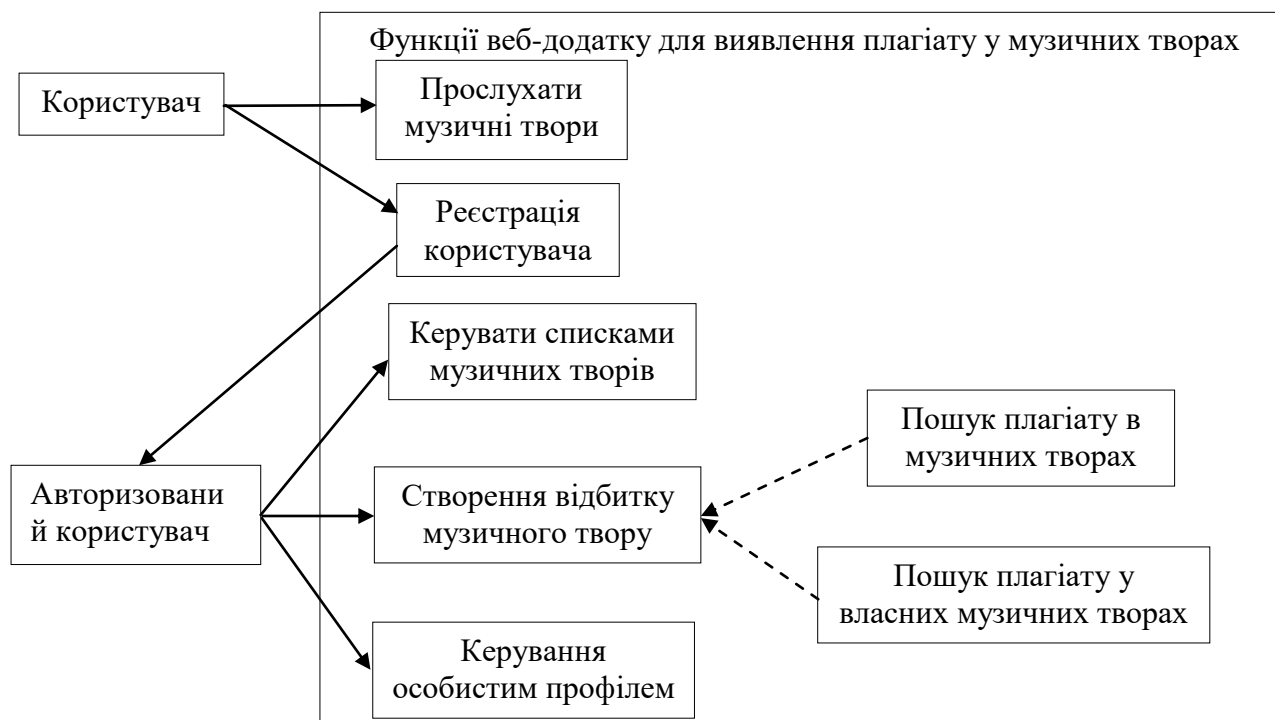 Функції веб-додатку для виявлення плагіату у музичних творах
Користувач
Прослухати
музичні твори
Реєстрація
користувача
Керувати списками
музичних творів
Авторизовани
й користувач
Створення відбитку
музичного твору
Пошук плагіату в
музичних творах
Пошук плагіату у
власних музичних творах
Керування
особистим профілем